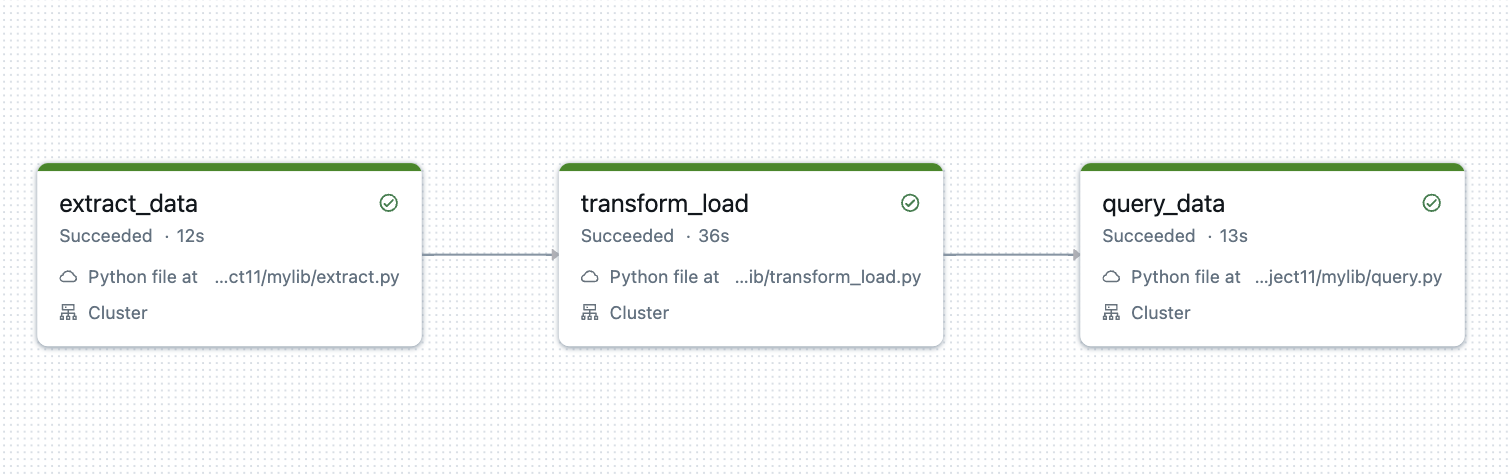 extract_data
Succeeded · 12s
Python file at ...ct11/mylib/extract.py
Cluster
transform_load
Succeeded · 36s
Python file at ...ib/transform_load.py
Cluster
query_data
Succeeded · 13s
Python file at ...ject11/mylib/query.py
Cluster